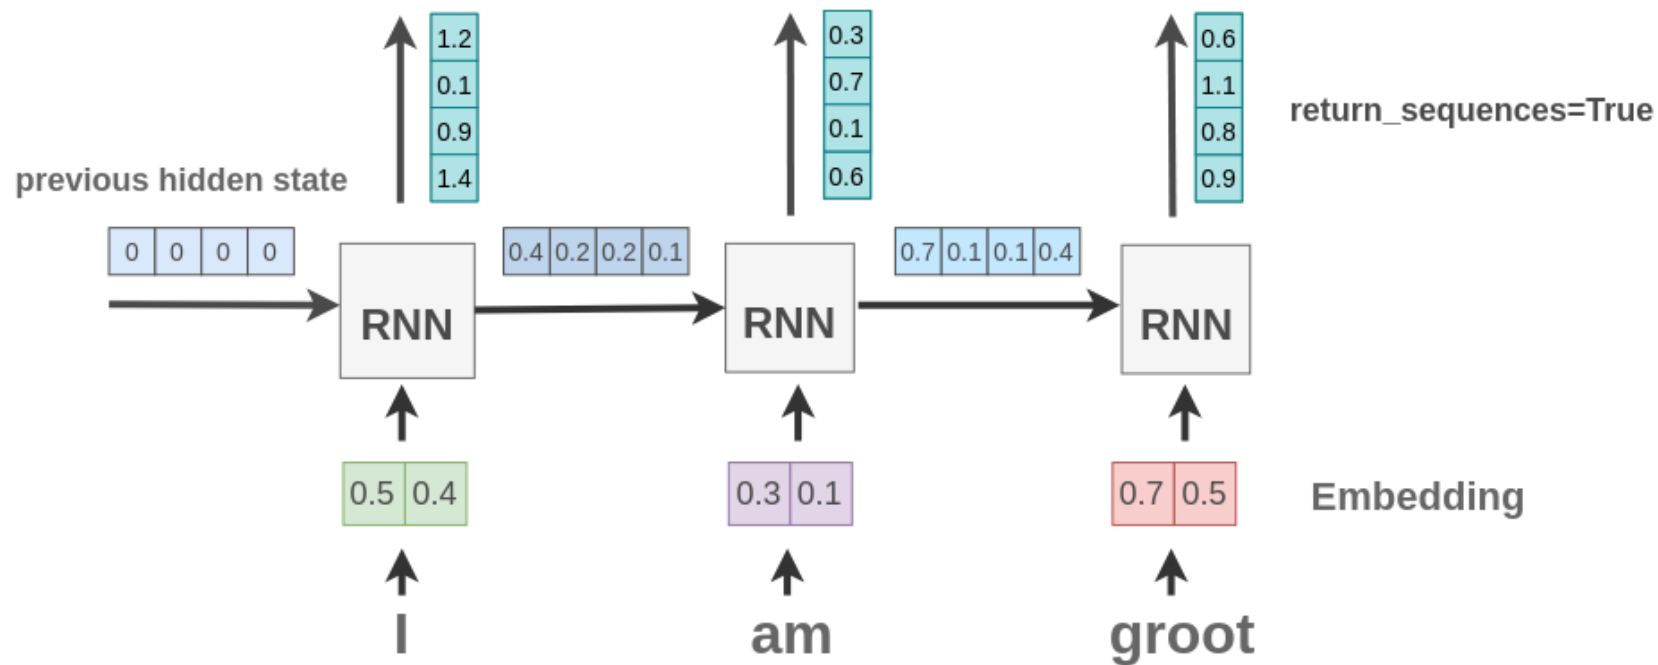 1.2
0.1
0.9
1.4
0.3
0.7
0.1
0.6
0.6
1.1
0.8
0.9
return_sequences=True
previous hidden state
0 0 0 0
0.4 0.2 0.2 0.1
0.7 0.1 0.1 0.4
RNN
RNN
RNN
0.5 0.4
0.3 0.1
0.7 0.5
Embedding
I
am
groot